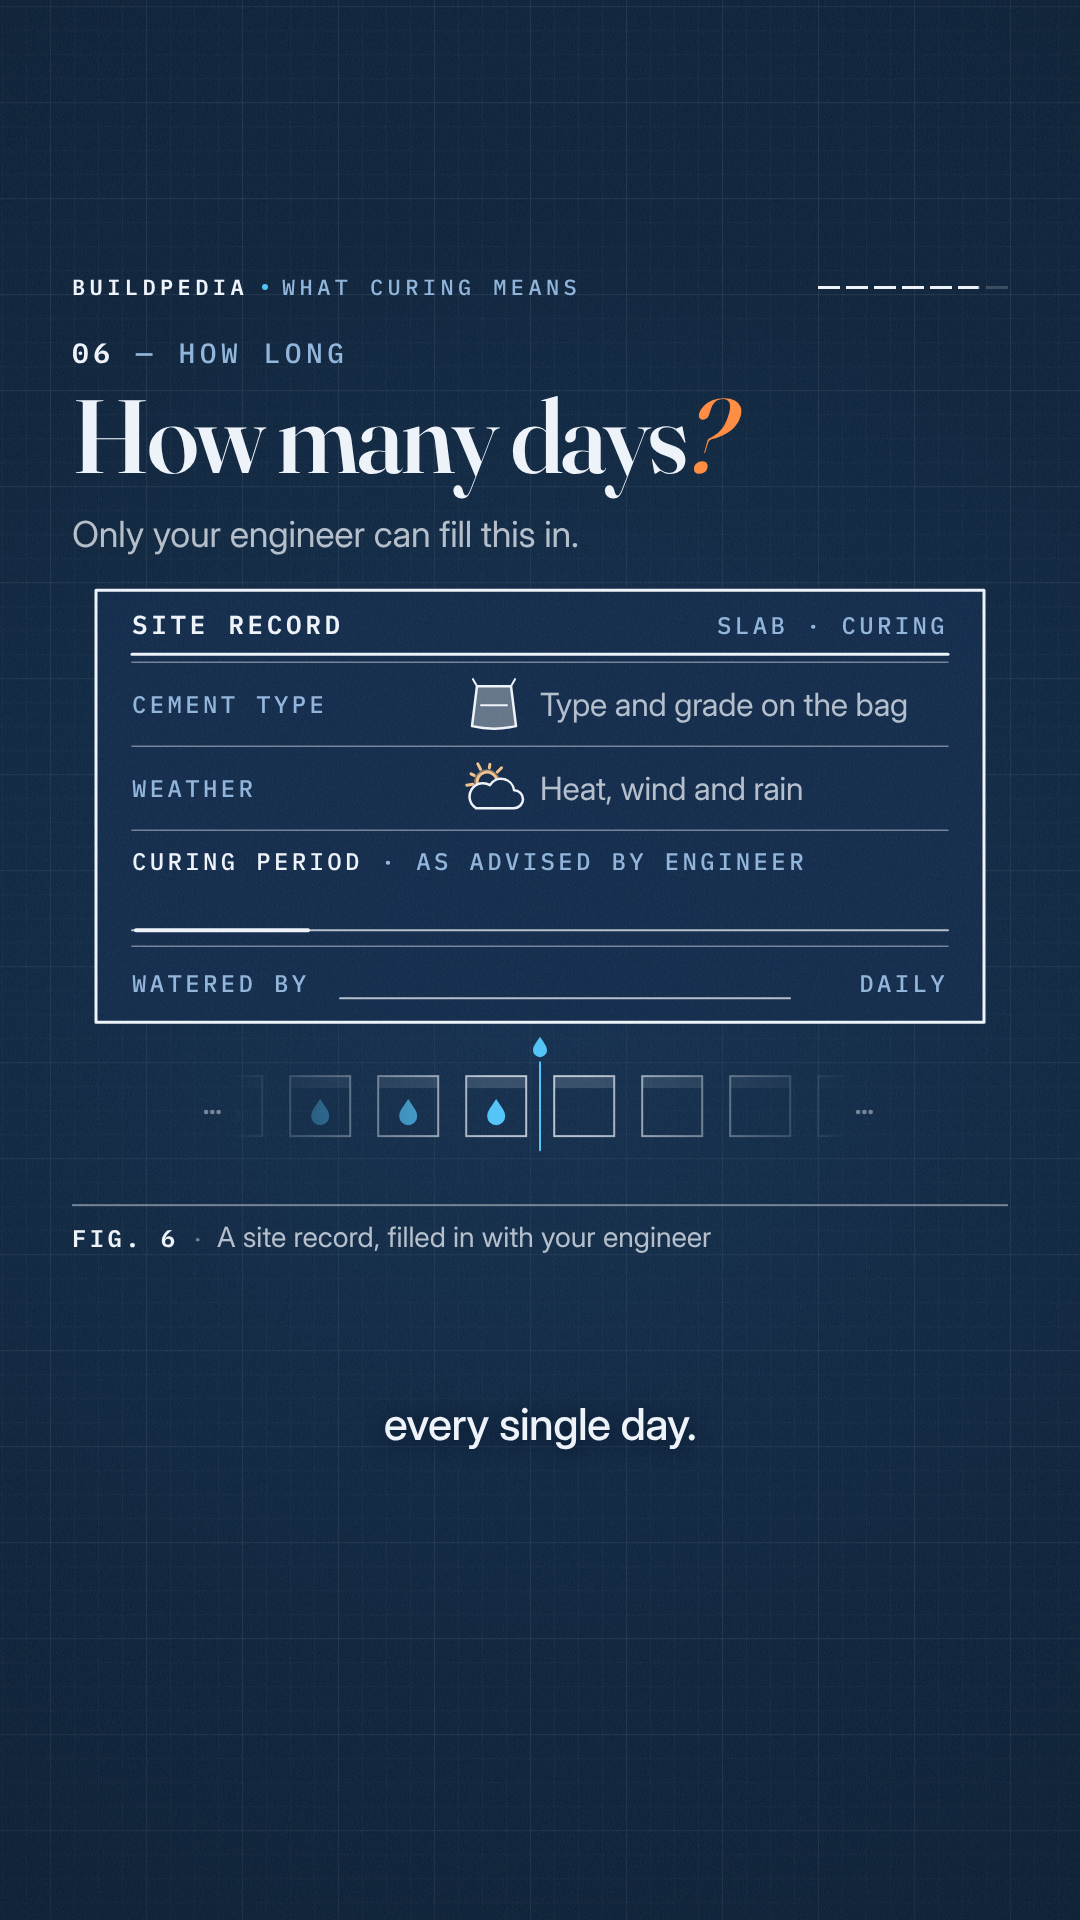 BUILDPEDIA • WHAT CURING MEANS
06 — HOW LONG
How many days?
Only your engineer can fill this in.
SITE RECORD SLAB · CURING
CEMENT TYPE Type and grade on the bag
WEATHER Heat, wind and rain
CURING PERIOD · AS ADVISED BY ENGINEER
WATERED BY DAILY
FIG. 6 · A site record, filled in with your engineer
every single day.